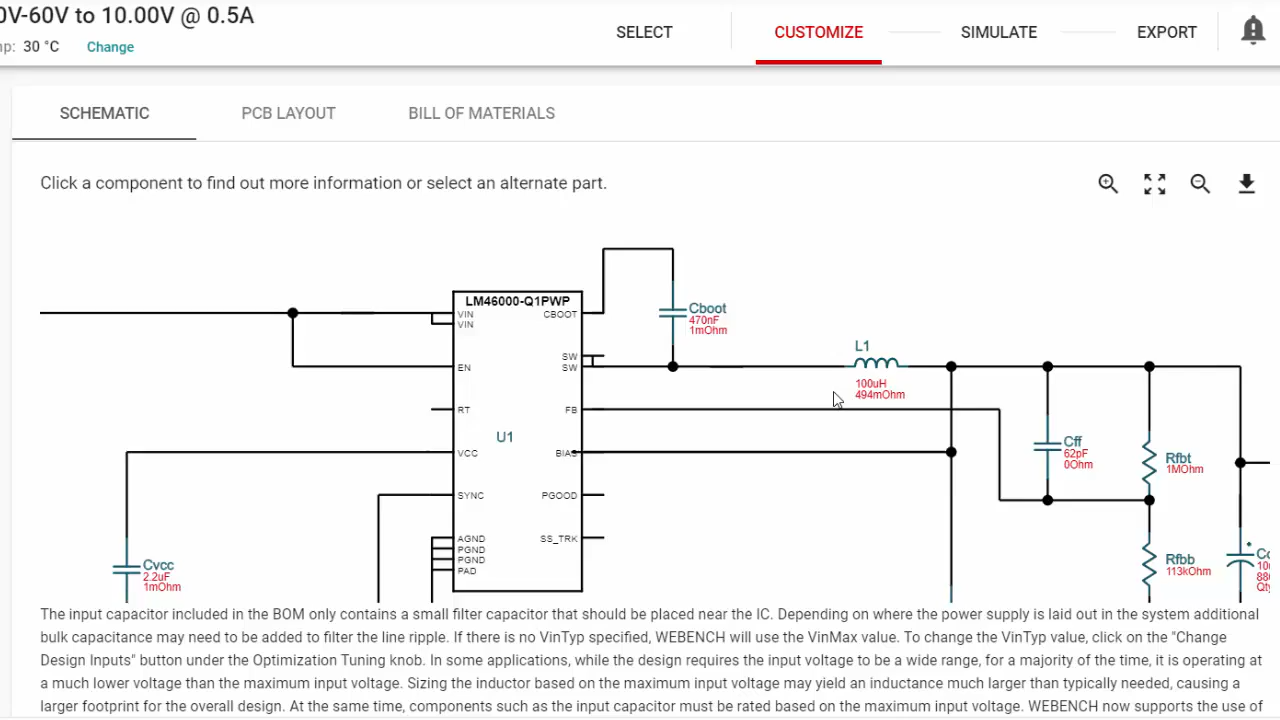 0V-60V to 10.00V @ 0.5A
SELECT
CUSTOMIZE
SIMULATE
EXPORT
mp: 30 °C
Change
SCHEMATIC
PCB LAYOUT
BILL OF MATERIALS
Click a component to find out more information or select an alternate part.
LM46000-Q1PWP
VIN
VIN
EN
RT
VCC
SYNC
AGND
PGND
PGND
PAD
U1
CBOOT
SW
SW
FB
BIAS
PGOOD
SS_TRK
Cboot
470nF
1mOhm
L1
100uH
494mOhm
Cff
62pF
0Ohm
Rfbt
1MOhm
Rfbb
113kOhm
Cvcc
2.2uF
1mOhm
The input capacitor included in the BOM only contains a small filter capacitor that should be placed near the IC. Depending on where the power supply is laid out in the system additional
bulk capacitance may need to be added to filter the line ripple. If there is no VinTyp specified, WEBENCH will use the VinMax value. To change the VinTyp value, click on the "Change
Design Inputs" button under the Optimization Tuning knob. In some applications, while the design requires the input voltage to be a wide range, for a majority of the time, it is operating at
a much lower voltage than the maximum input voltage. Sizing the inductor based on the maximum input voltage may yield an inductance much larger than typically needed, causing a
larger footprint for the overall design. At the same time, components such as the input capacitor must be rated based on the maximum input voltage. WEBENCH now supports the use of